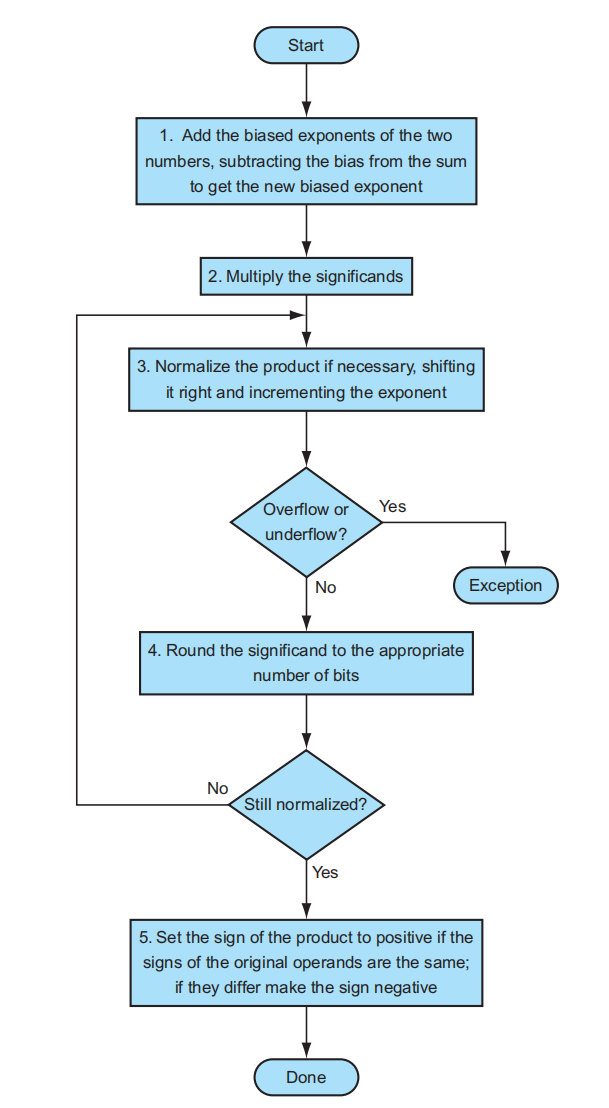 Start
1. Add the biased exponents of the two
numbers, subtracting the bias from the sum
to get the new biased exponent
2. Multiply the significands
3. Normalize the product if necessary, shifting
it right and incrementing the exponent
Overflow or
underflow?
Yes
Exception
No
4. Round the significand to the appropriate
number of bits
No
Still normalized?
Yes
5. Set the sign of the product to positive if the
signs of the original operands are the same;
if they differ make the sign negative
Done